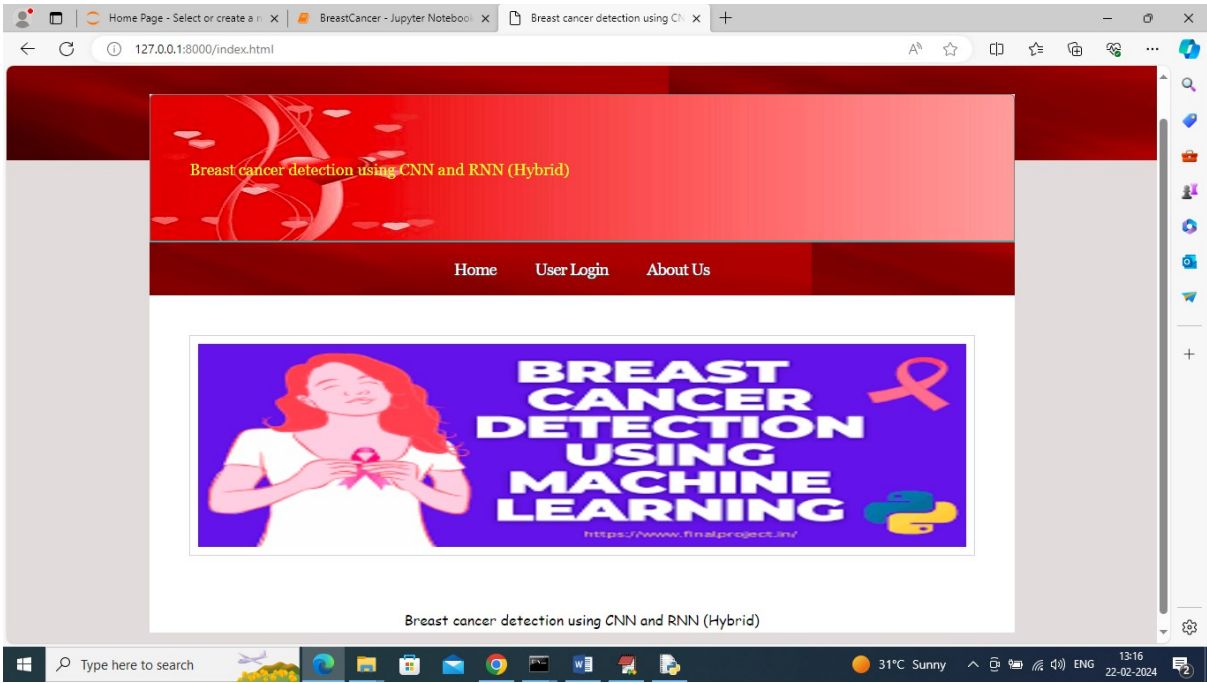 Home Page - Select or create a n
BreastCancer - Jupyter Notebook
Breast cancer detection using CN
127.0.0.1:8000/index.html
Breast cancer detection using CNN and RNN (Hybrid)
Home User Login About Us
BREAST
CANCER
DETECTION
USING
MACHINE
LEARNING
https://www.finalproject.in/
Breast cancer detection using CNN and RNN (Hybrid)
Type here to search
31°C Sunny
ENG
13:16
22-02-2024
2